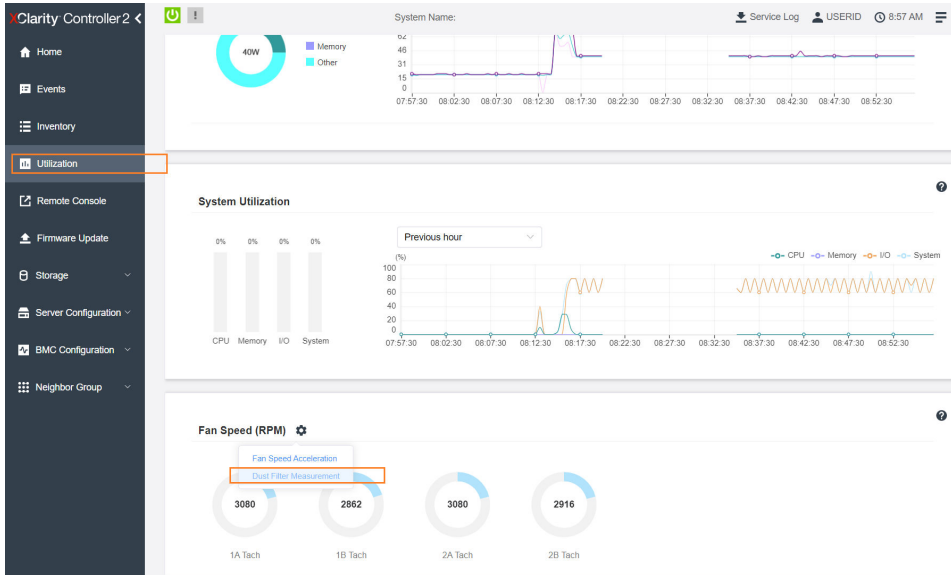 XClarity Controller 2
System Name:
Service Log
USERID
8:57 AM
Home
Events
Inventory
Utilization
Remote Console
Firmware Update
Storage
Server Configuration
BMC Configuration
Neighbor Group
40W
Memory
Other
62
46
31
15
0
07:57:30 08:02:30 08:07:30 08:12:30 08:17:30 08:22:30 08:27:30 08:32:30 08:37:30 08:42:30 08:47:30 08:52:30
System Utilization
0% 0% 0% 0%
CPU Memory I/O System
Previous hour
(%)
CPU Memory I/O System
100
80
60
40
20
0
07:57:30 08:02:30 08:07:30 08:12:30 08:17:30 08:22:30 08:27:30 08:32:30 08:37:30 08:42:30 08:47:30 08:52:30
Fan Speed (RPM)
Fan Speed Acceleration
Dust Filter Measurement
3080 2862 3080 2916
1A Tach 1B Tach 2A Tach 2B Tach